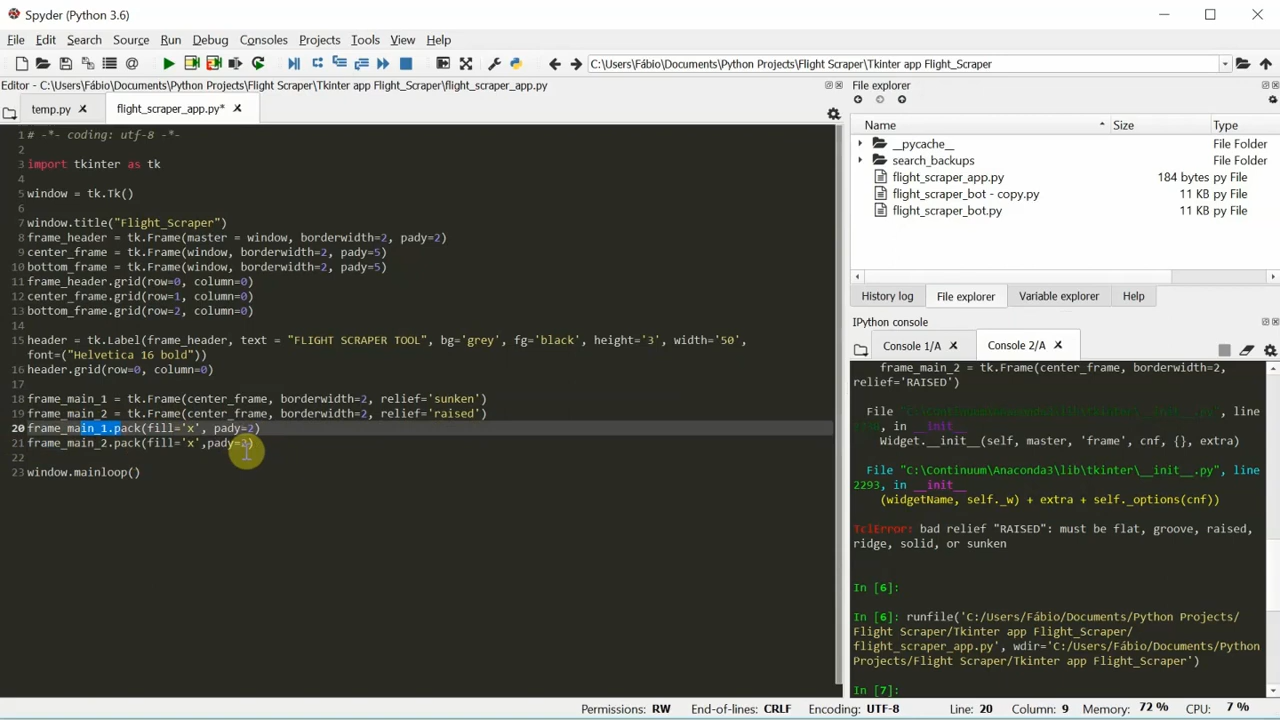 Spyder (Python 3.6)
File Edit Search Source Run Debug Consoles Projects Tools View Help
C:\Users\Fábio\Documents\Python Projects\Flight Scraper\Tkinter app Flight_Scraper
Editor - C:\Users\Fábio\Documents\Python Projects\Flight Scraper\Tkinter app Flight_Scraper\flight_scraper_app.py
temp.py flight_scraper_app.py*
1 # -*- coding: utf-8 -*-
2
3 import tkinter as tk
4
5 window = tk.Tk()
6
7 window.title("Flight_Scraper")
8 frame_header = tk.Frame(master = window, borderwidth=2, pady=2)
9 center_frame = tk.Frame(window, borderwidth=2, pady=5)
10 bottom_frame = tk.Frame(window, borderwidth=2, pady=5)
11 frame_header.grid(row=0, column=0)
12 center_frame.grid(row=1, column=0)
13 bottom_frame.grid(row=2, column=0)
14
15 header = tk.Label(frame_header, text = "FLIGHT SCRAPER TOOL", bg='grey', fg='black', height='3', width='50',
font=("Helvetica 16 bold"))
16 header.grid(row=0, column=0)
17
18 frame_main_1 = tk.Frame(center_frame, borderwidth=2, relief='sunken')
19 frame_main_2 = tk.Frame(center_frame, borderwidth=2, relief='raised')
20 frame_main_1.pack(fill='x', pady=2)
21 frame_main_2.pack(fill='x',pady=2)
22
23 window.mainloop()
File explorer
Name Size Type
__pycache__ File Folder
search_backups File Folder
flight_scraper_app.py 184 bytes py File
flight_scraper_bot - copy.py 11 KB py File
flight_scraper_bot.py 11 KB py File
History log File explorer Variable explorer Help
IPython console
Console 1/A Console 2/A
frame_main_2 = tk.Frame(center_frame, borderwidth=2,
relief='RAISED')
File "C:\Continuum\Anaconda3\lib\tkinter\__init__.py", line
in __init__
Widget.__init__(self, master, 'frame', cnf, {}, extra)
File "C:\Continuum\Anaconda3\lib\tkinter\__init__.py", line
2293, in __init__
(widgetName, self._w) + extra + self._options(cnf))
TclError: bad relief "RAISED": must be flat, groove, raised,
ridge, solid, or sunken
In [6]:
In [6]: runfile('C:/Users/Fábio/Documents/Python Projects/
Flight Scraper/Tkinter app Flight_Scraper/
flight_scraper_app.py', wdir='C:/Users/Fábio/Documents/Python
Projects/Flight Scraper/Tkinter app Flight_Scraper')
In [7]:
Permissions: RW End-of-lines: CRLF Encoding: UTF-8 Line: 20 Column: 9 Memory: 72 % CPU: 7 %